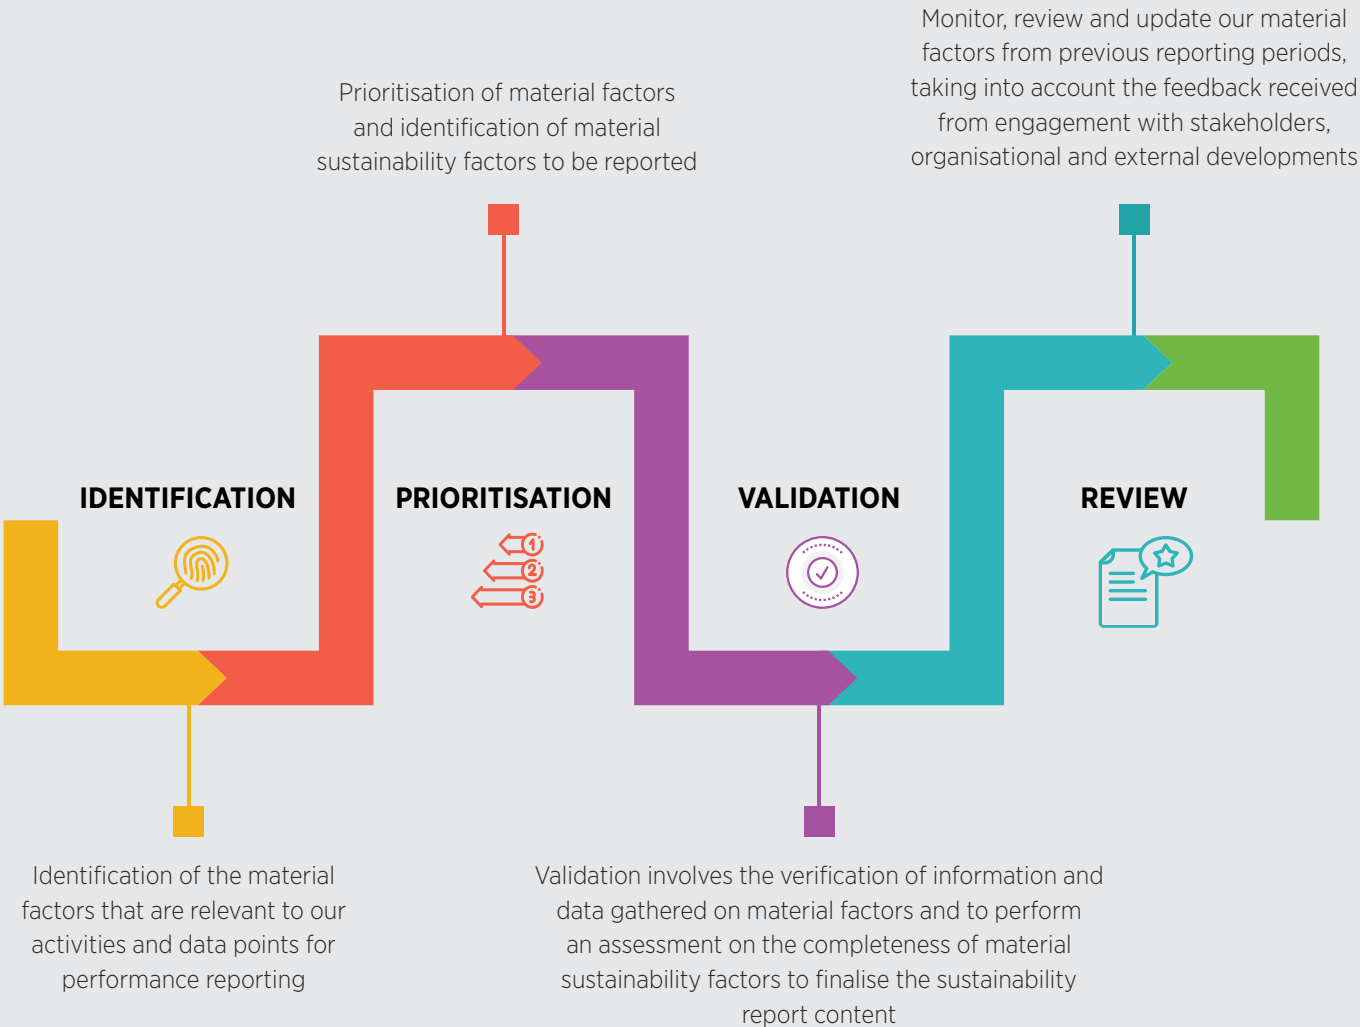 Monitor, review and update our material
factors from previous reporting periods,
taking into account the feedback received
from engagement with stakeholders,
organisational and external developments
Prioritisation of material factors
and identification of material
sustainability factors to be reported
IDENTIFICATION
PRIORITISATION
1
2
3
VALIDATION
REVIEW
Identification of the material
factors that are relevant to our
activities and data points for
performance reporting
Validation involves the verification of information and
data gathered on material factors and to perform
an assessment on the completeness of material
sustainability factors to finalise the sustainability
report content